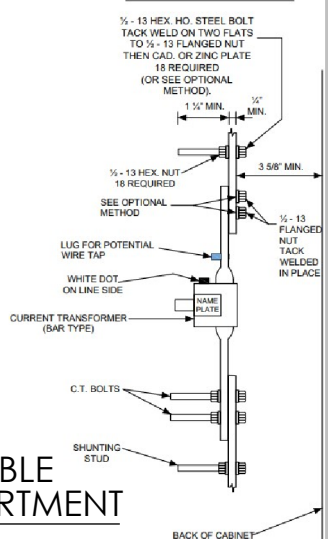 ½ - 13 HEX. HO. STEEL BOLT
TACK WELD ON TWO FLATS
TO ½ - 13 FLANGED NUT
THEN CAD. OR ZINC PLATE
18 REQUIRED
(OR SEE OPTIONAL
METHOD).
1 ¼" MIN.
¼"
MIN.
½ - 13 HEX. NUT
18 REQUIRED
3 5/8" MIN.
SEE OPTIONAL
METHOD
½ - 13
FLANGED
NUT
TACK
WELDED
IN PLACE
LUG FOR POTENTIAL
WIRE TAP
WHITE DOT
ON LINE SIDE
NAME
PLATE
CURRENT TRANSFORMER
(BAR TYPE)
C.T. BOLTS
SHUNTING
STUD
BLE
RTMENT
BACK OF CABINET